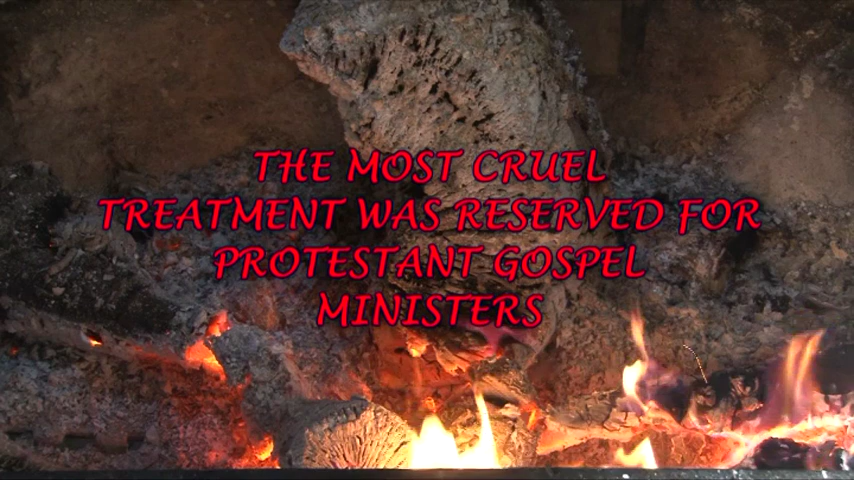 THE MOST CRUEL
TREATMENT WAS RESERVED FOR
PROTESTANT GOSPEL
MINISTERS